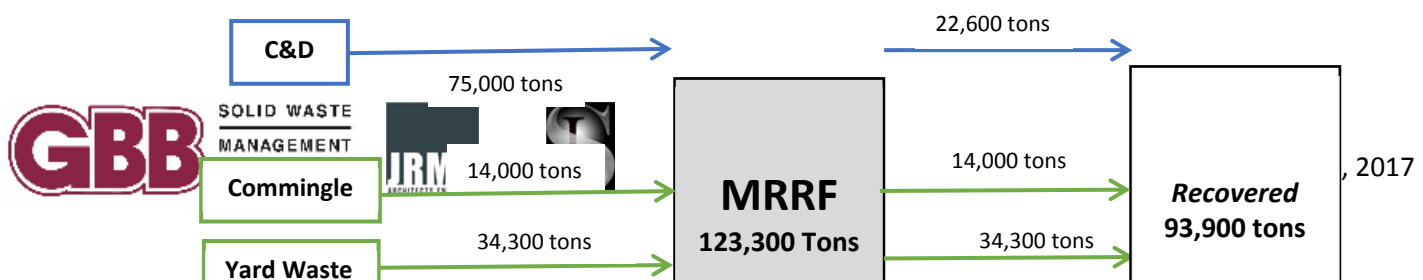 22,600 tons
C&D
75,000 tons
SOLID WASTE
MANAGEMENT
GBB
JRM
14,000 tons
14,000 tons
, 2017
Commingle
MRRF
Recovered
123,300 Tons
93,900 tons
34,300 tons
34,300 tons
Yard Waste